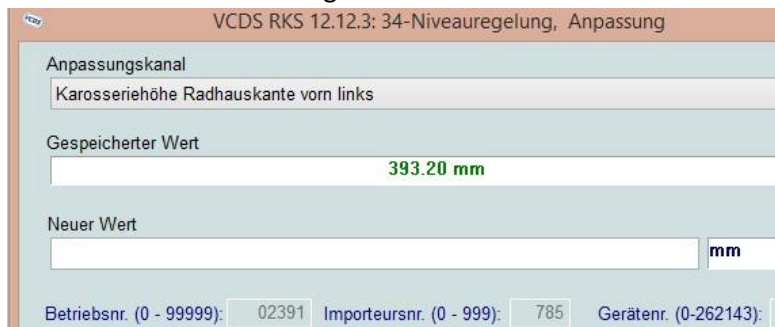 VCDS RKS 12.12.3: 34-Niveauregelung, Anpassung
Anpassungskanal
Karosseriehöhe Radhauskante vorn links
Gespeicherter Wert
393.20 mm
Neuer Wert
mm
Betriebsnr. (0 - 99999): 02391 Importeursnr. (0 - 999): 785 Gerätenr. (0-262143):